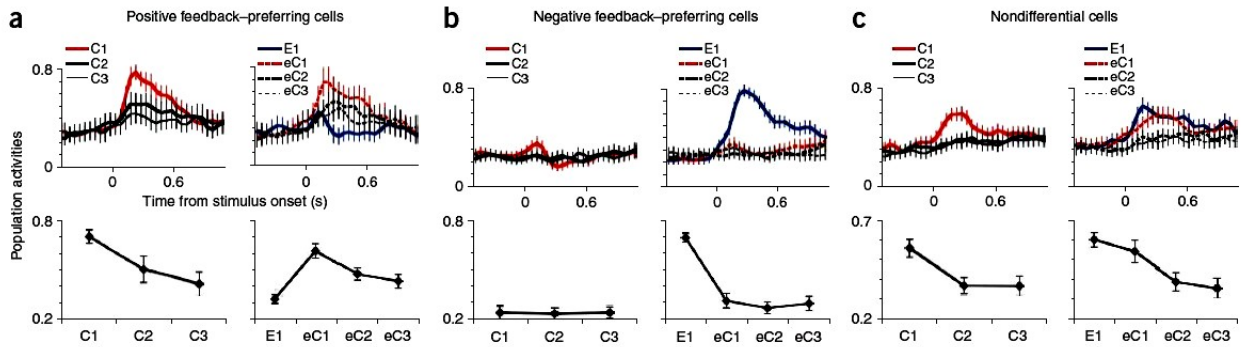 a Positive feedback–preferring cells
C1
C2
C3
E1
eC1
eC2
eC3
0.8
0
0 0.6
0 0.6
Time from stimulus onset (s)
Population activities
0.8
0.2
C1 C2 C3
E1 eC1 eC2 eC3
b Negative feedback–preferring cells
C1
C2
C3
E1
eC1
eC2
eC3
0.8
0
0 0.6
0 0.6
0.8
0.2
C1 C2 C3
E1 eC1 eC2 eC3
c Nondifferential cells
C1
C2
C3
E1
eC1
eC2
eC3
0.8
0
0 0.6
0 0.6
0.7
0.2
C1 C2 C3
E1 eC1 eC2 eC3